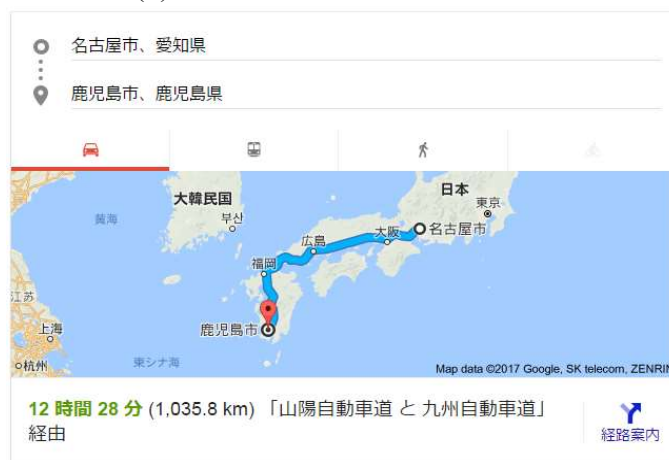 名古屋市、愛知県
鹿児島市、鹿児島県
大韓民国
日本
東京
黄海
부산
広島
大阪
名古屋市
福岡
江苏
上海
鹿児島市
杭州
東シナ海
Map data ©2017 Google, SK telecom, ZENRIN
12 時間 28 分 (1,035.8 km) 「山陽自動車道 と 九州自動車道」
経由
経路案内